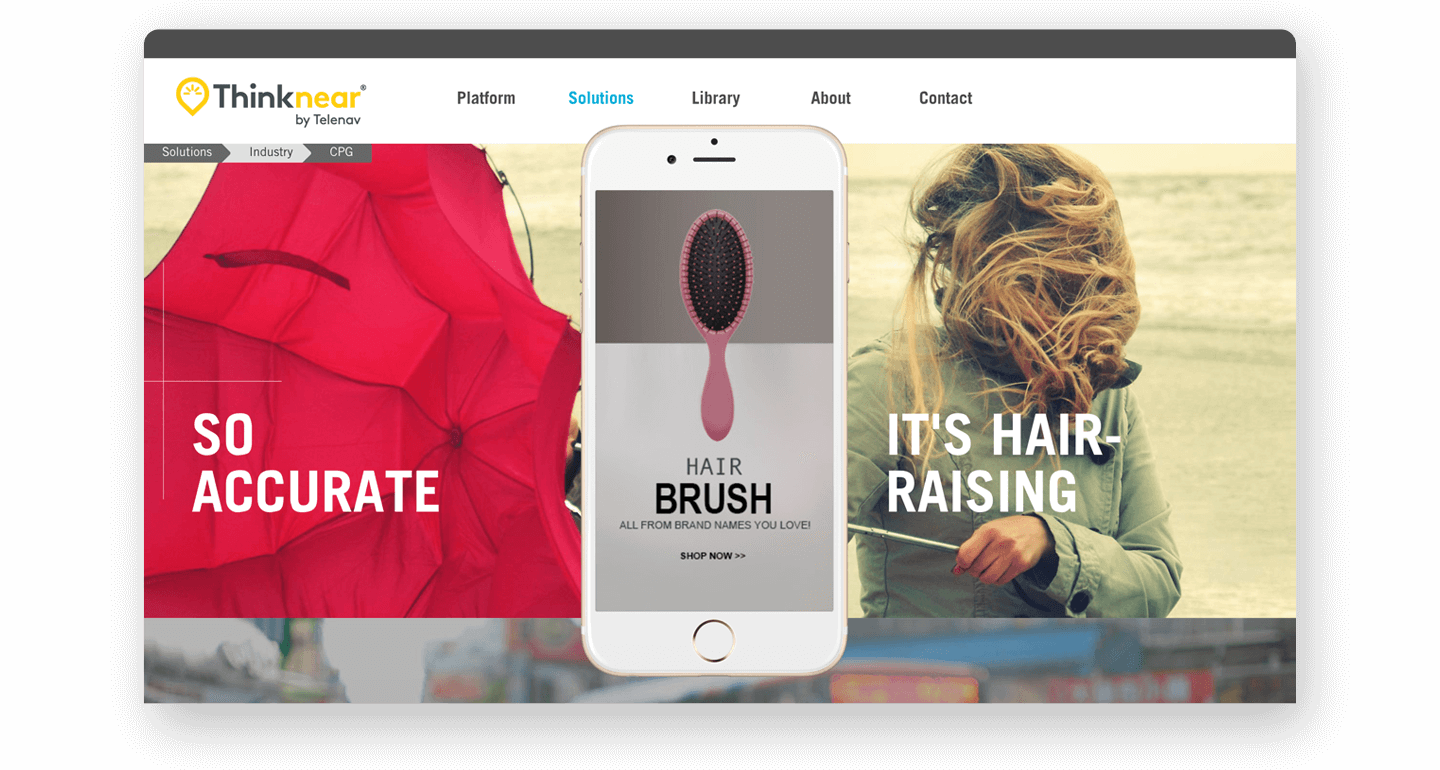 Thinknear®
by Telenav
Platform
Solutions
Library
About
Contact
Solutions
Industry
CPG
SO
ACCURATE
HAIR
BRUSH
ALL FROM BRAND NAMES YOU LOVE!
SHOP NOW >>
IT'S HAIR-
RAISING